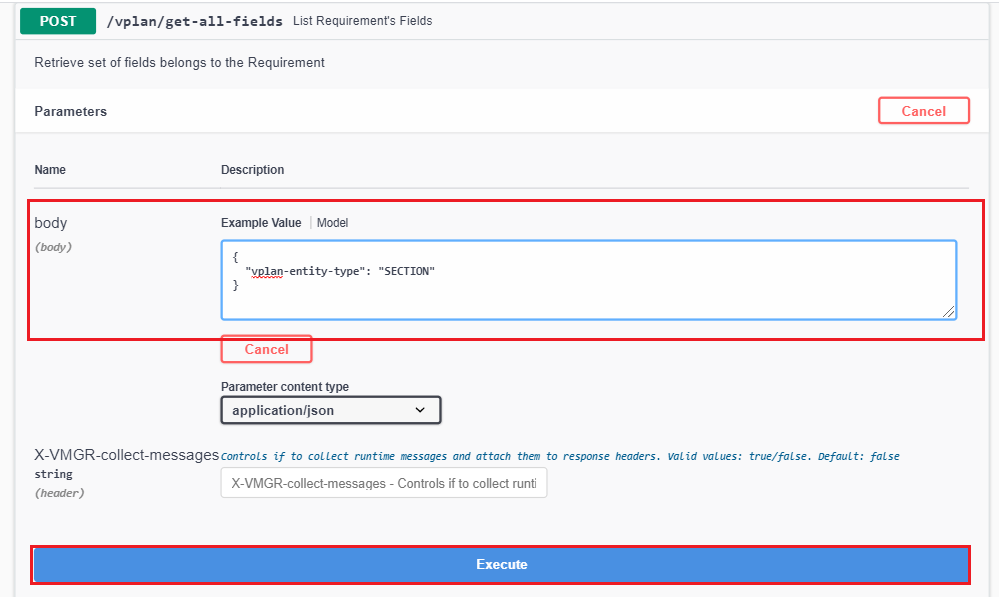 POST /vplan/get-all-fields List Requirement's Fields
Retrieve set of fields belongs to the Requirement
Parameters Cancel
Name Description
body Example Value Model
(body)
{
"vplan-entity-type": "SECTION"
}
Cancel
Parameter content type
application/json
X-VMGR-collect-messages Controls if to collect runtime messages and attach them to response headers. Valid values: true/false. Default: false
string
(header) X-VMGR-collect-messages - Controls if to collect runti
Execute